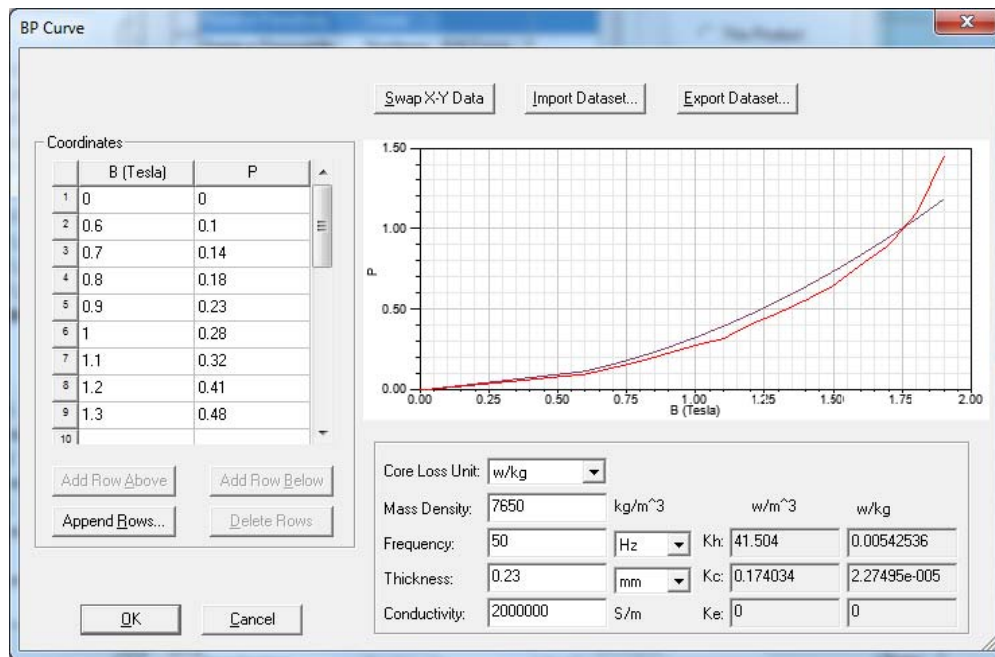 BP Curve
Swap X-Y Data Import Dataset... Export Dataset...
Coordinates
B (Tesla) P
1 0 0
2 0.6 0.1
3 0.7 0.14
4 0.8 0.18
5 0.9 0.23
6 1 0.28
7 1.1 0.32
8 1.2 0.41
9 1.3 0.48
10
Add Row Above Add Row Below
Append Rows... Delete Rows
OK Cancel
1.50
1.00
P
0.50
0.00
0.00 0.25 0.50 0.75 1.00 1.25 1.50 1.75 2.00
B (Tesla)
Core Loss Unit: w/kg
Mass Density: 7650 kg/m^3 w/m^3 w/kg
Frequency: 50 Hz Kh: 41.504 0.00542536
Thickness: 0.23 mm Kc: 0.174034 2.27495e-005
Conductivity: 2000000 S/m Ke: 0 0